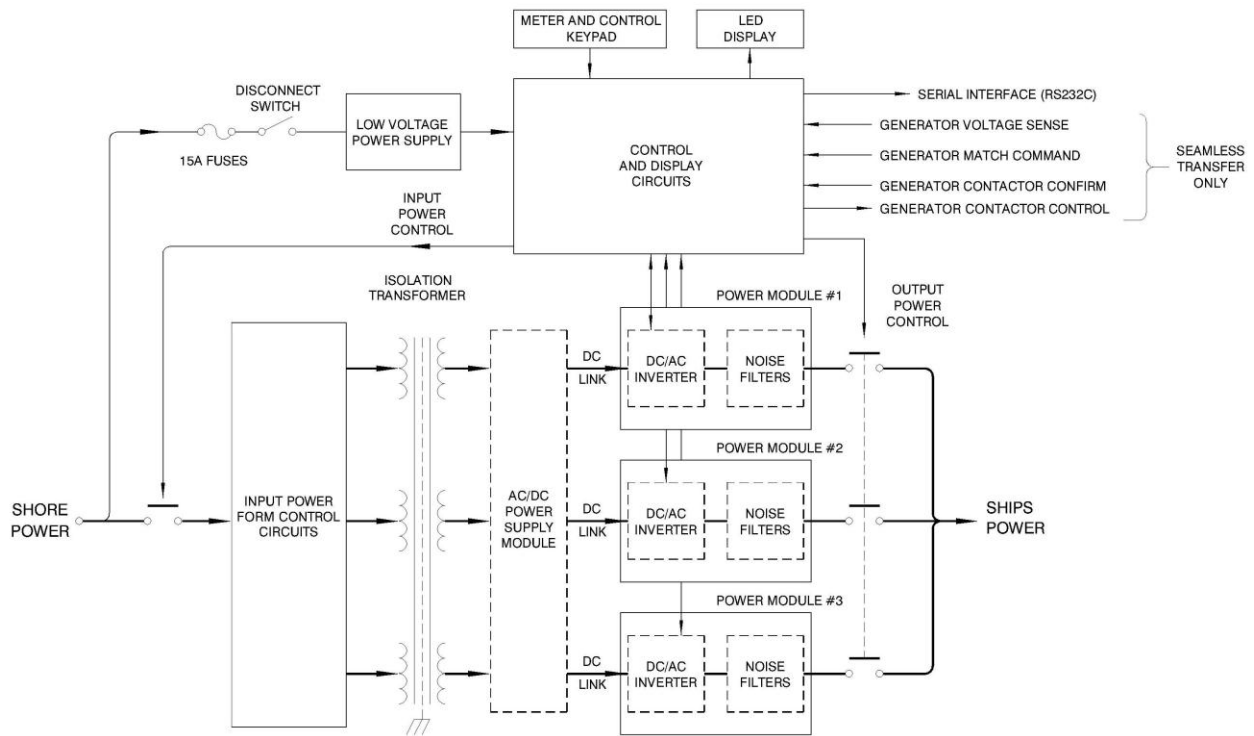 METER AND CONTROL
KEYPAD
LED
DISPLAY
DISCONNECT
SWITCH
15A FUSES
LOW VOLTAGE
POWER SUPPLY
CONTROL
AND DISPLAY
CIRCUITS
SERIAL INTERFACE (RS232C)
GENERATOR VOLTAGE SENSE
GENERATOR MATCH COMMAND
GENERATOR CONTACTOR CONFIRM
GENERATOR CONTACTOR CONTROL
SEAMLESS
TRANSFER
ONLY
INPUT
POWER
CONTROL
ISOLATION
TRANSFORMER
OUTPUT
POWER
CONTROL
SHORE
POWER
INPUT POWER
FORM CONTROL
CIRCUITS
AC/DC
POWER
SUPPLY
MODULE
POWER MODULE #1
DC
LINK
DC/AC
INVERTER
NOISE
FILTERS
POWER MODULE #2
DC
LINK
DC/AC
INVERTER
NOISE
FILTERS
POWER MODULE #3
DC
LINK
DC/AC
INVERTER
NOISE
FILTERS
SHIPS
POWER